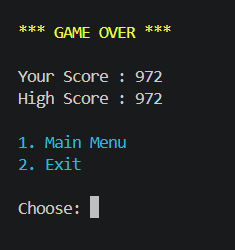 *** GAME OVER ***
Your Score : 972
High Score : 972
1. Main Menu
2. Exit
Choose: